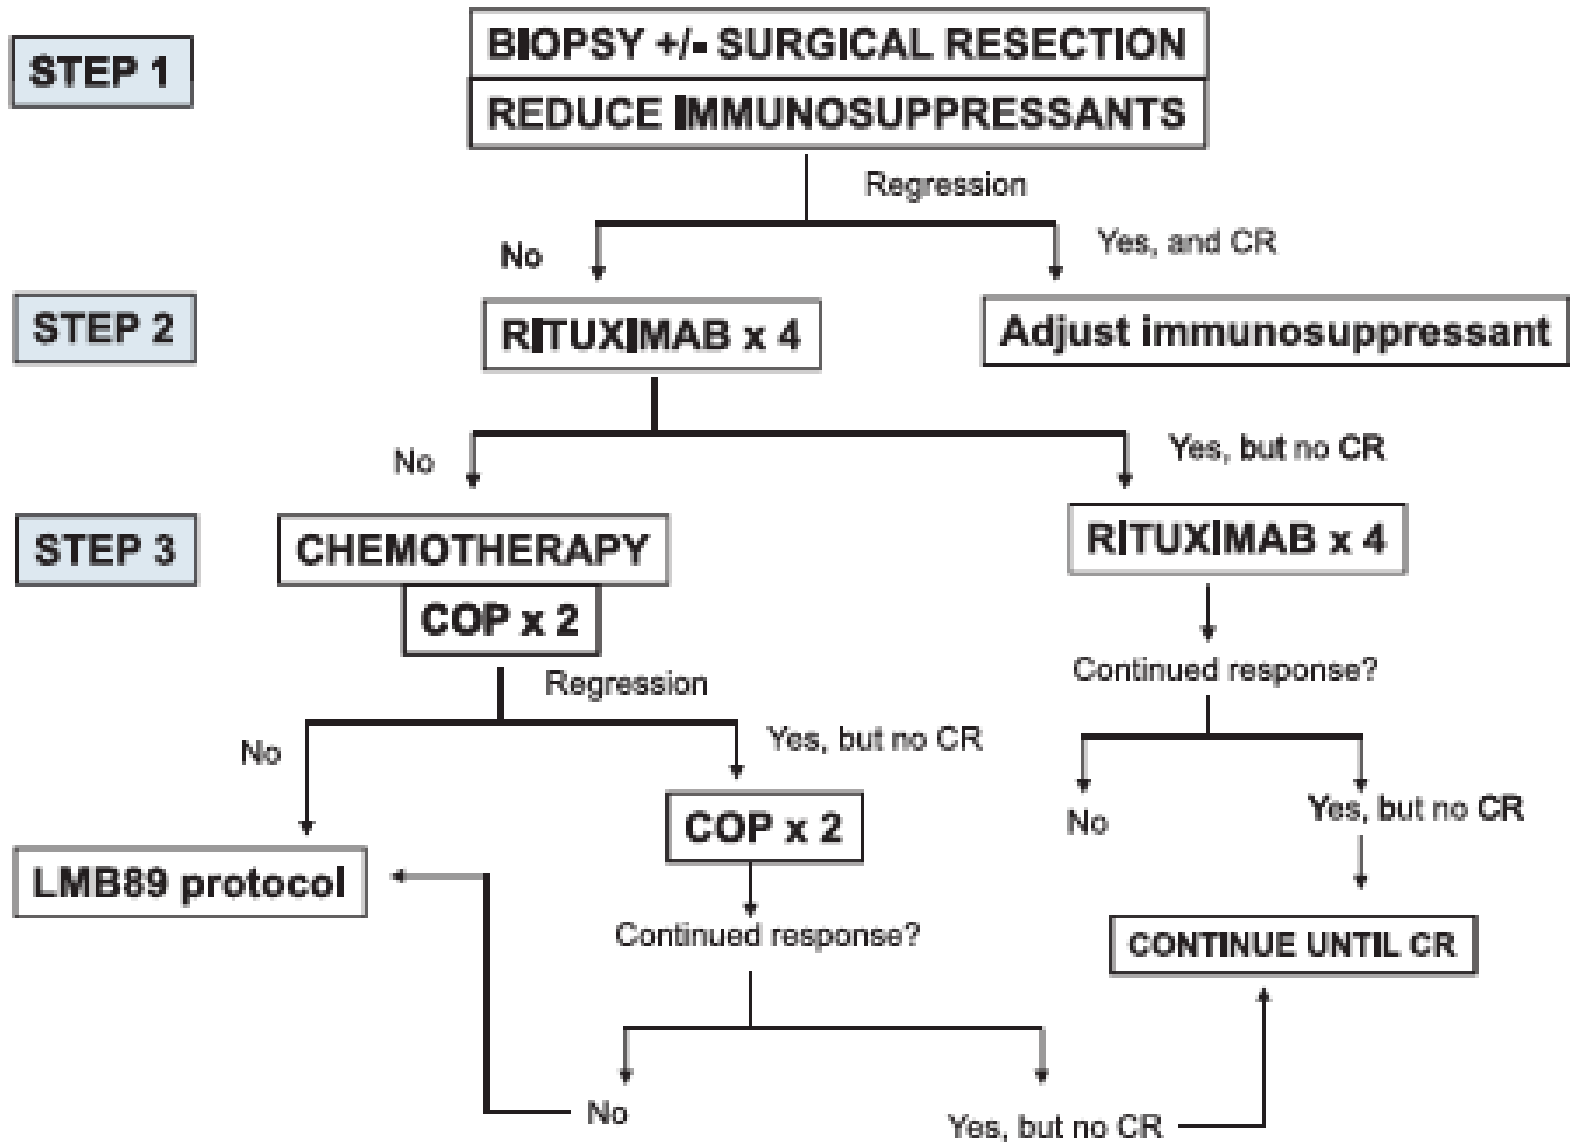 STEP 1
BIOPSY +/- SURGICAL RESECTION
REDUCE IMMUNOSUPPRESSANTS
Regression
No
Yes, and CR
STEP 2
RITUXIMAB x 4
Adjust immunosuppressant
No
Yes, but no CR
STEP 3
CHEMOTHERAPY
COP x 2
RITUXIMAB x 4
Regression
Continued response?
No
Yes, but no CR
No
Yes, but no CR
COP x 2
LMB89 protocol
Continued response?
CONTINUE UNTIL CR
No
Yes, but no CR